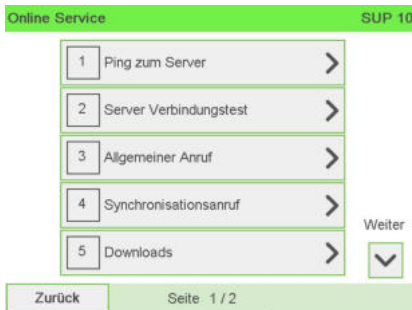 Online Service SUP 10
1 Ping zum Server
2 Server Verbindungstest
3 Allgemeiner Anruf
4 Synchronisationsanruf
5 Downloads
Weiter
Zurück Seite 1 / 2